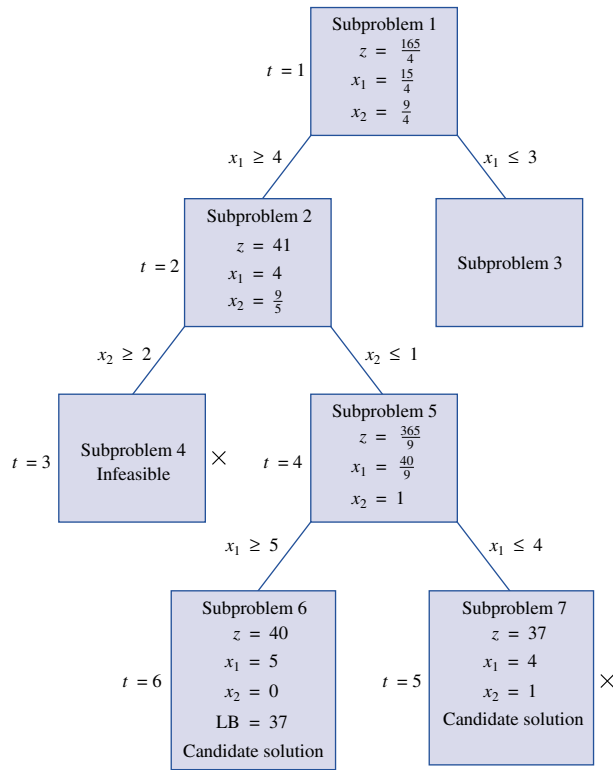 Subproblem 1
z = 165/4
t = 1
x₁ = 15/4
x₂ = 9/4
x₁ ≥ 4
x₁ ≤ 3
Subproblem 2
z = 41
t = 2
x₁ = 4
x₂ = 9/5
Subproblem 3
x₂ ≥ 2
x₂ ≤ 1
t = 3
Subproblem 4
Infeasible
×
Subproblem 5
z = 365/9
t = 4
x₁ = 40/9
x₂ = 1
x₁ ≥ 5
x₁ ≤ 4
Subproblem 6
z = 40
x₁ = 5
t = 6
x₂ = 0
LB = 37
Candidate solution
Subproblem 7
z = 37
x₁ = 4
t = 5
x₂ = 1
Candidate solution
×